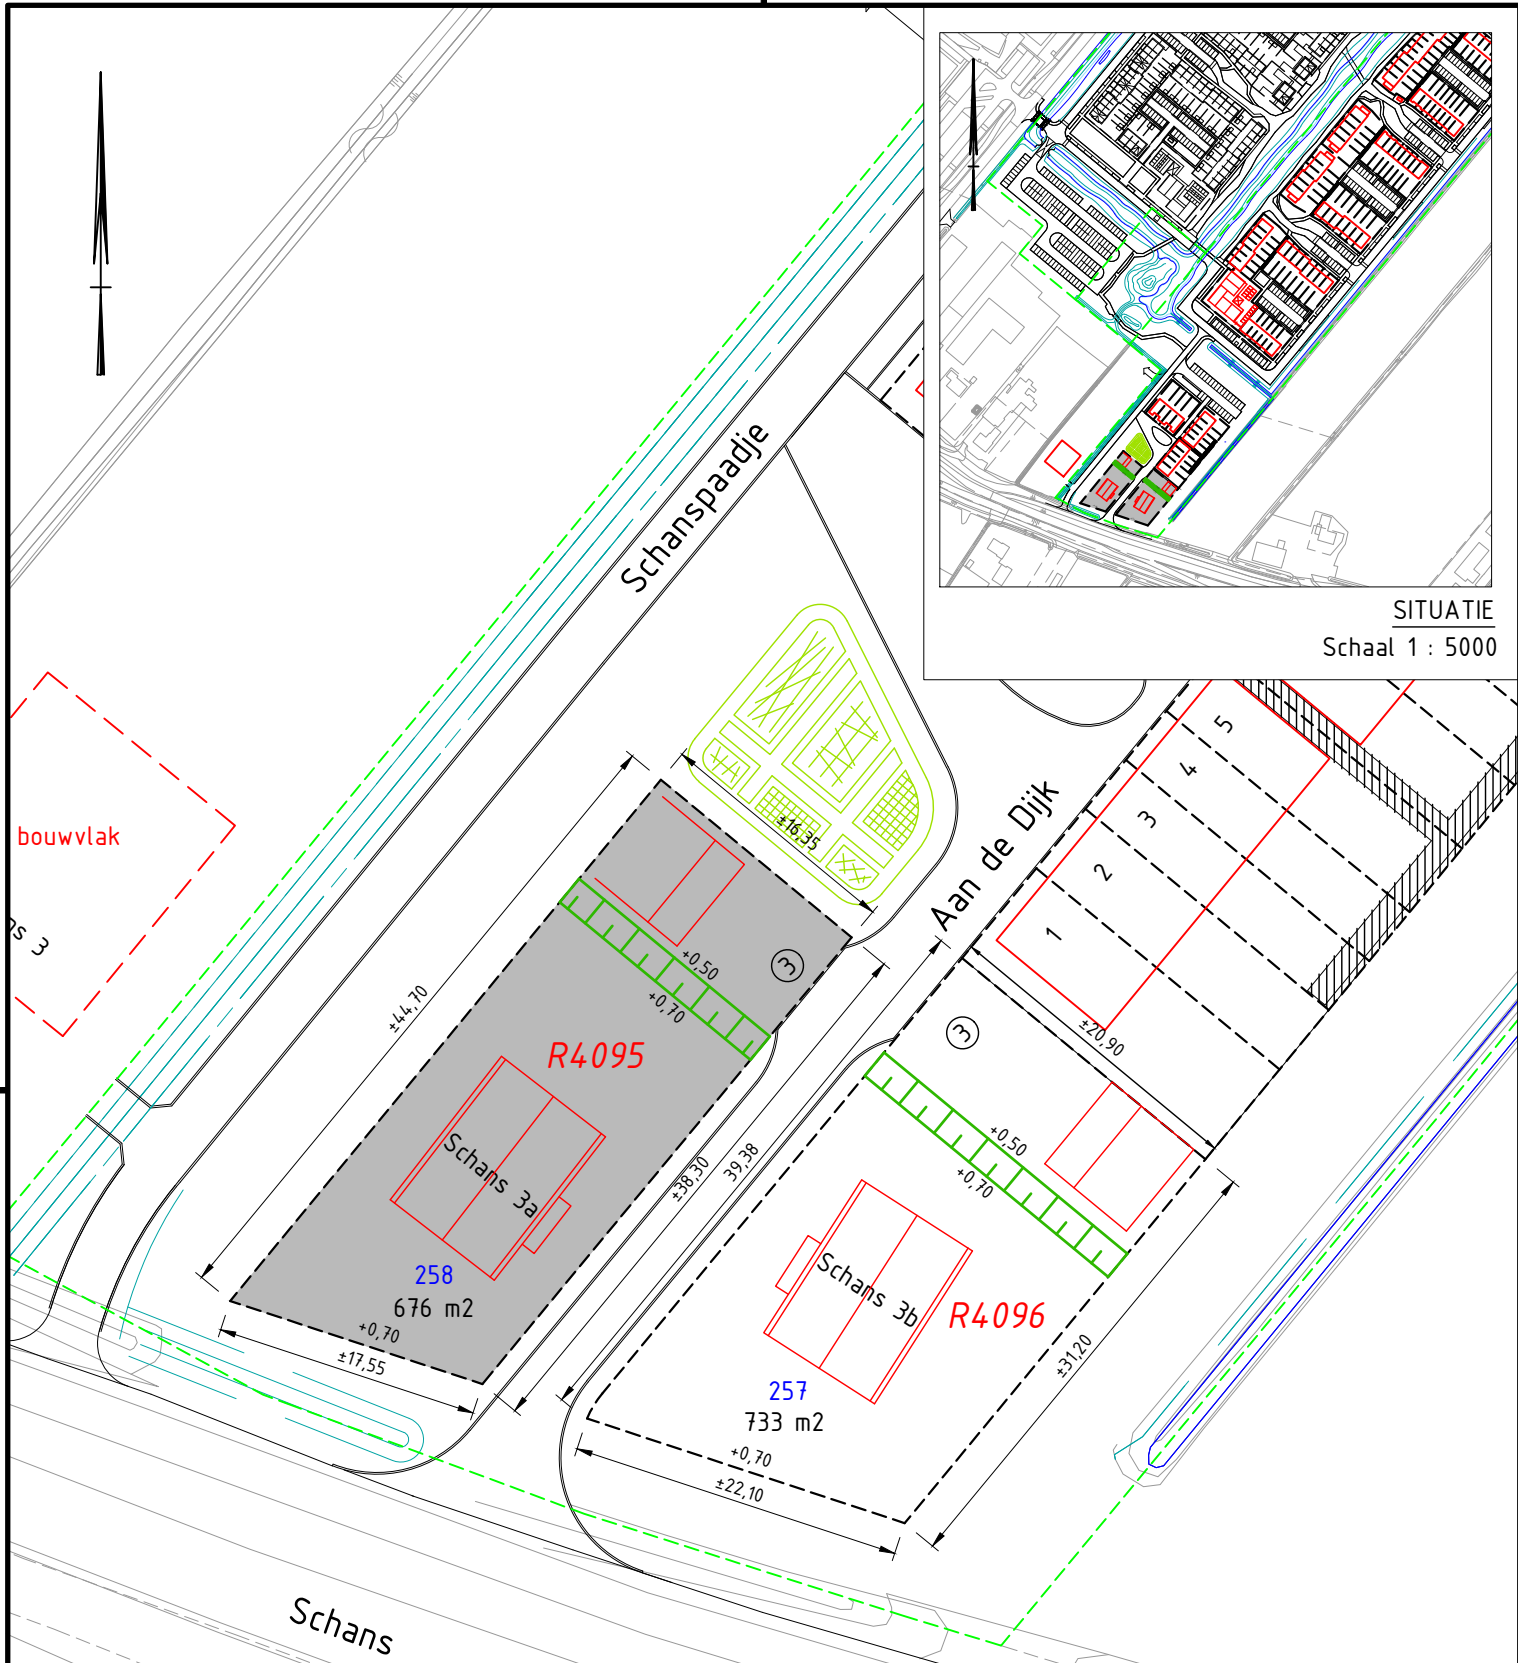 SITUATIE
Schaal 1 : 5000
Schanspaadje
Aan de Dijk
5
4
3
2
1
bouwvlak
ns 3
±16,35
±44,70
+0,50
+0,70
3
R4095
Schans 3a
258
676 m2
+0,70
±17,55
±38,30
39,38
3
±20,90
+0,50
+0,70
Schans 3b
R4096
257
733 m2
+0,70
±22,10
±31,20
Schans